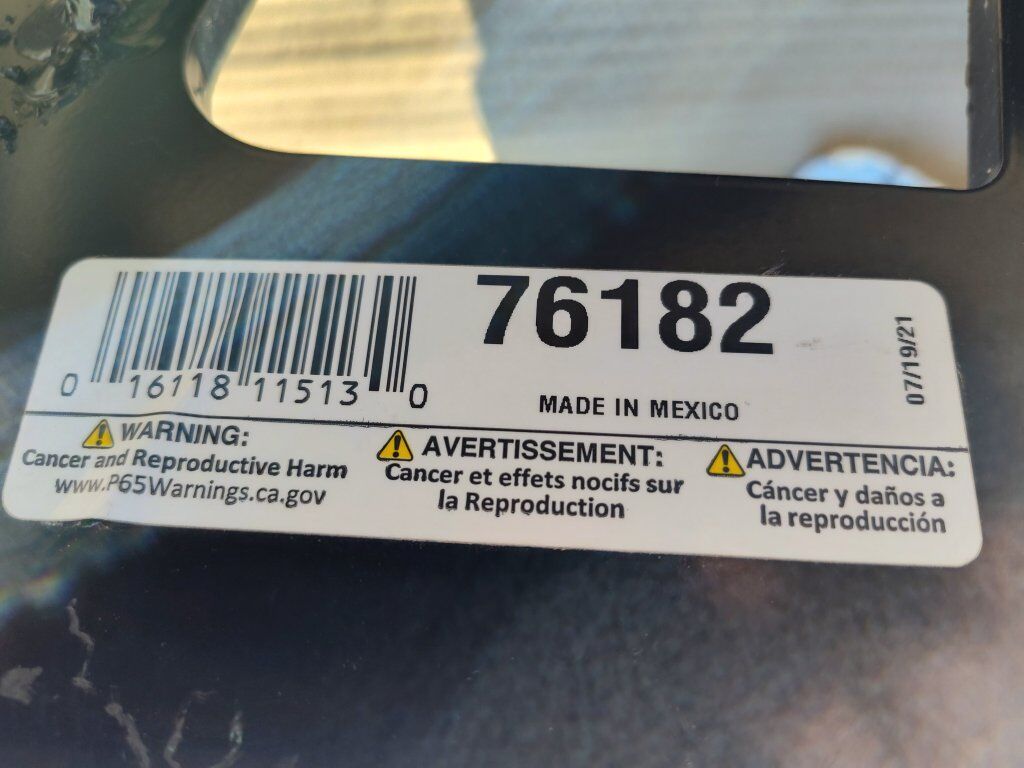 76182
0 16118 11513 0
MADE IN MEXICO
07/19/21
WARNING:
Cancer and Reproductive Harm
www.P65Warnings.ca.gov
AVERTISSEMENT:
Cancer et effets nocifs sur
la Reproduction
ADVERTENCIA:
Cáncer y daños a
la reproducción